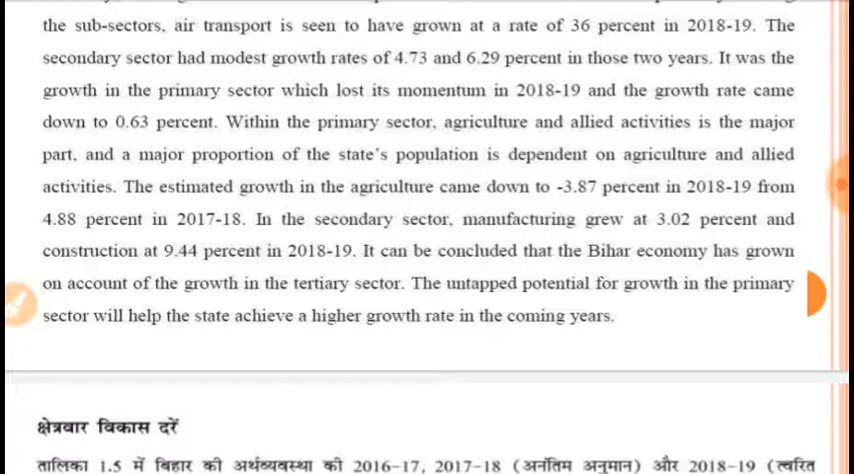 the sub-sectors, air transport is seen to have grown at a rate of 36 percent in 2018-19. The
secondary sector had modest growth rates of 4.73 and 6.29 percent in those two years. It was the
growth in the primary sector which lost its momentum in 2018-19 and the growth rate came
down to 0.63 percent. Within the primary sector, agriculture and allied activities is the major
part, and a major proportion of the state's population is dependent on agriculture and allied
activities. The estimated growth in the agriculture came down to -3.87 percent in 2018-19 from
4.88 percent in 2017-18. In the secondary sector, manufacturing grew at 3.02 percent and
construction at 9.44 percent in 2018-19. It can be concluded that the Bihar economy has grown
on account of the growth in the tertiary sector. The untapped potential for growth in the primary
sector will help the state achieve a higher growth rate in the coming years.
क्षेत्रवार विकास दरें
तालिका 1.5 में बिहार की अर्थव्यवस्था की 2016-17, 2017-18 (अनंतिम अनुमान) और 2018-19 (त्वरित